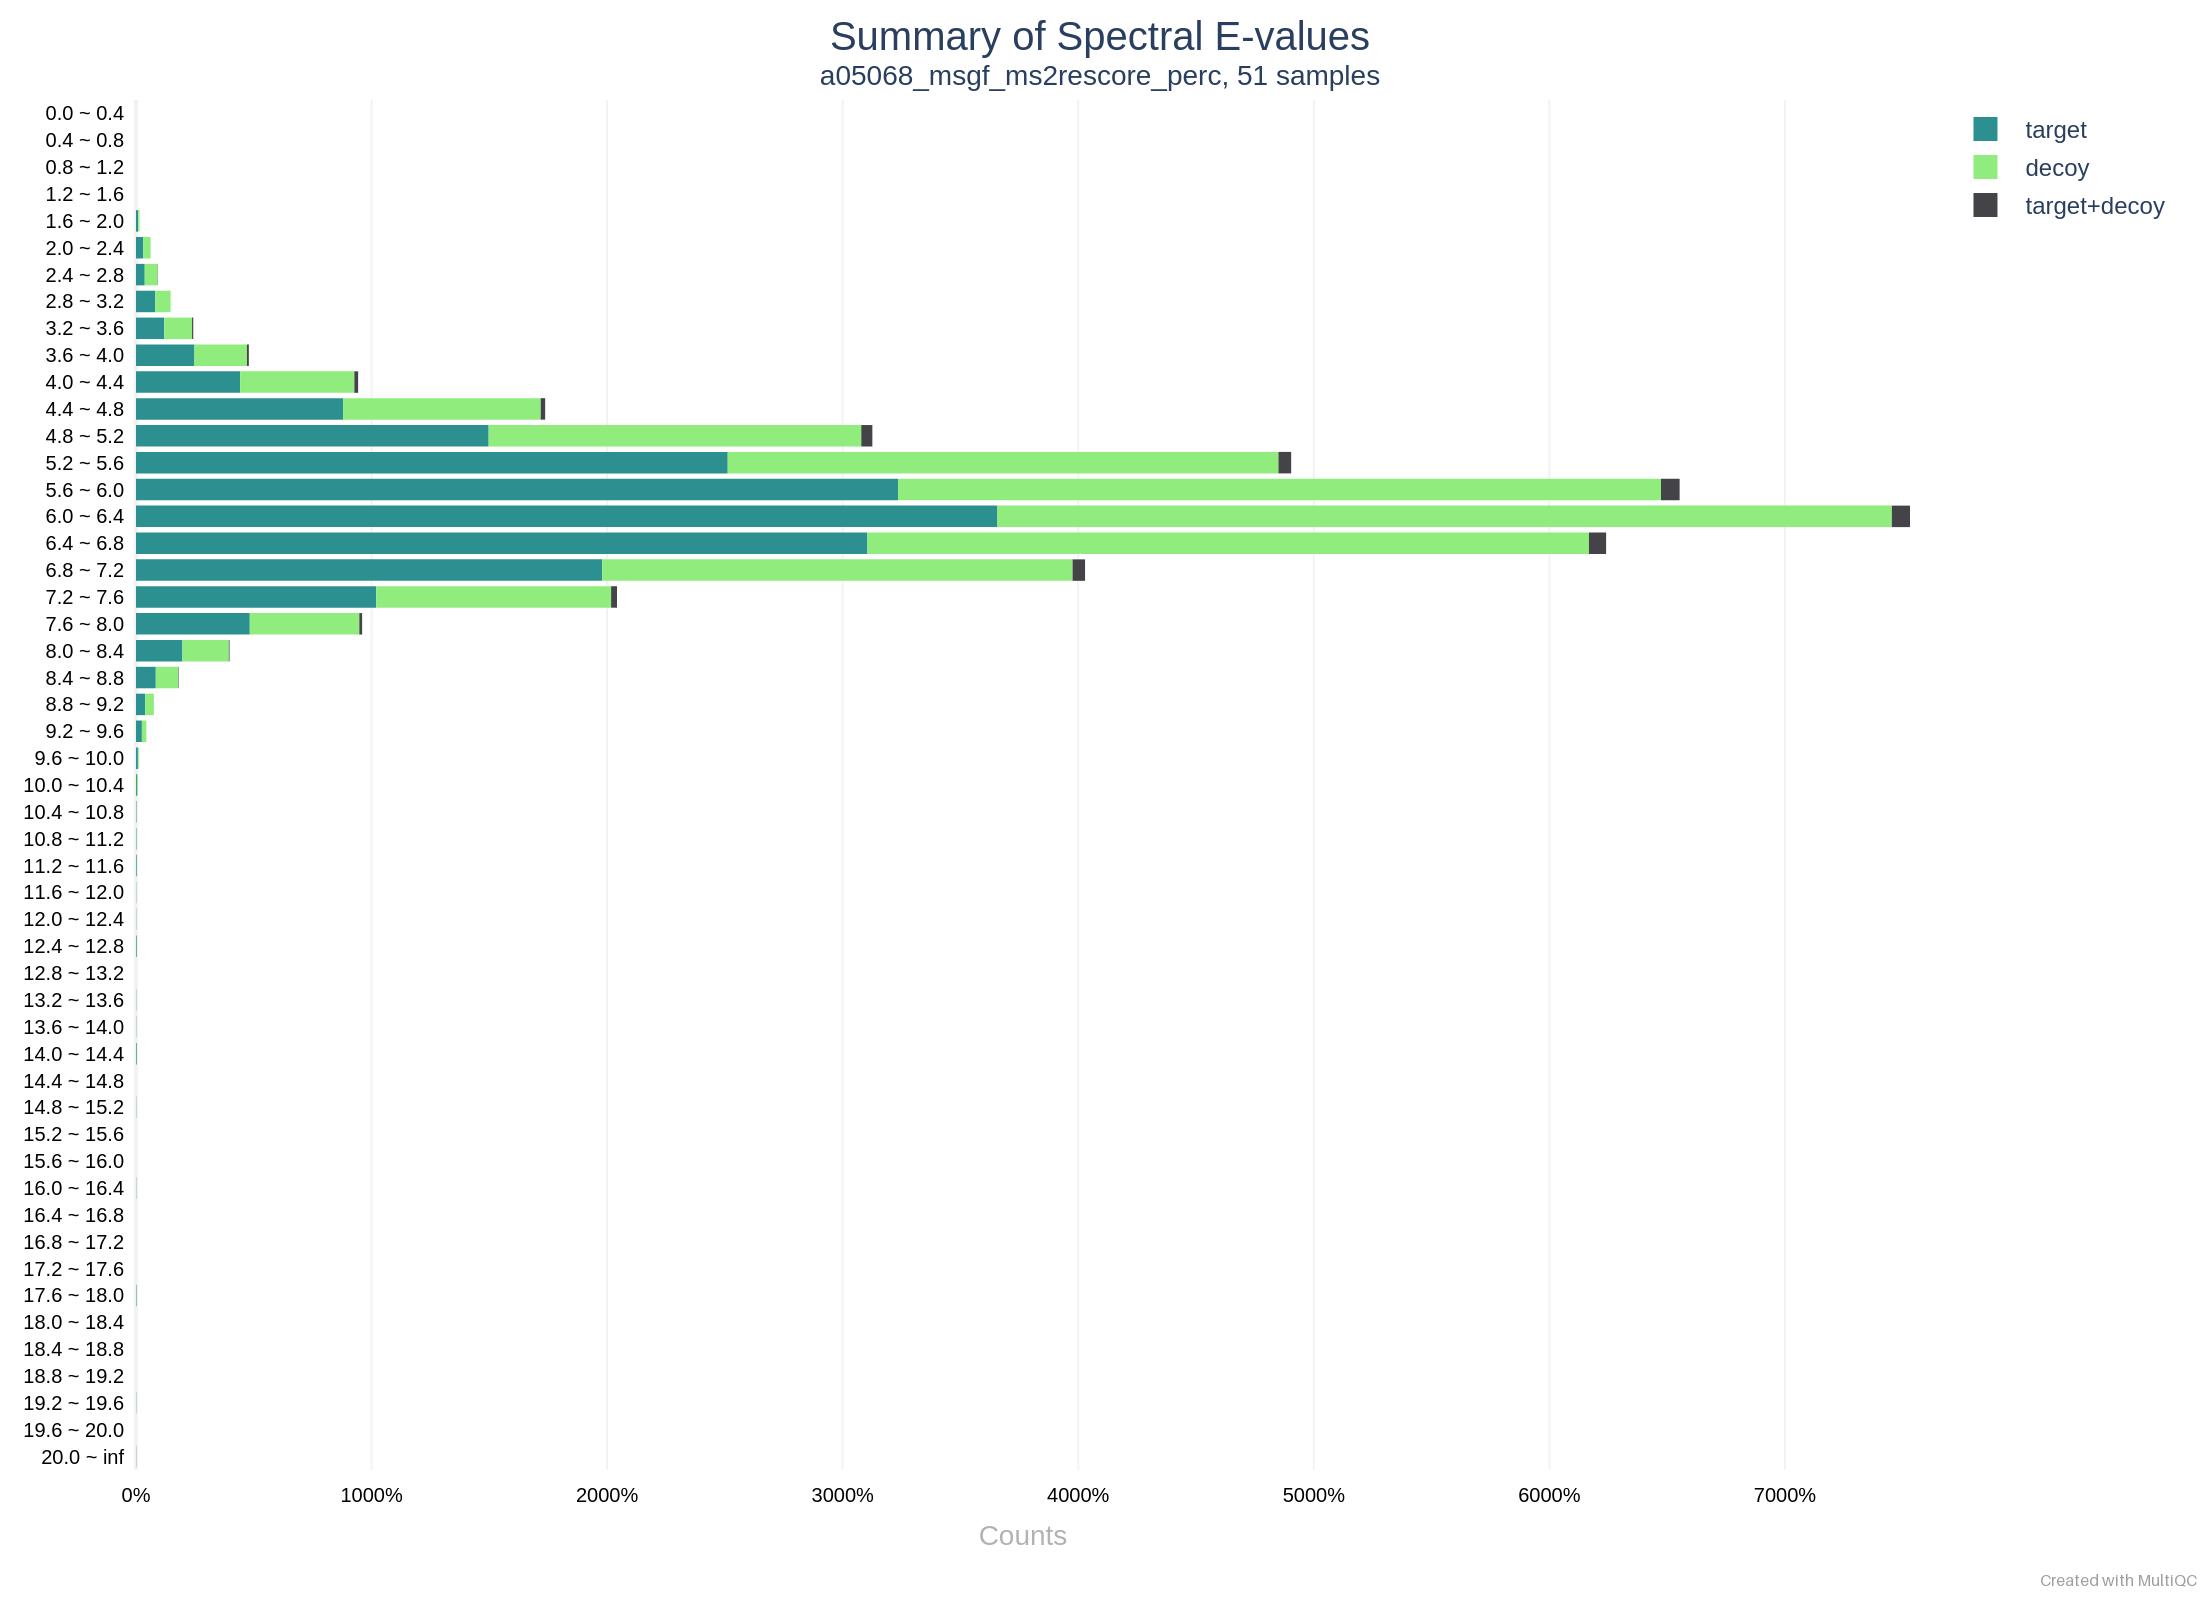 Summary of Spectral E-values
a05068_msgf_ms2rescore_perc, 51 samples
0.0 ~ 0.4
0.4 ~ 0.8
0.8 ~ 1.2
1.2 ~ 1.6
1.6 ~ 2.0
2.0 ~ 2.4
2.4 ~ 2.8
2.8 ~ 3.2
3.2 ~ 3.6
3.6 ~ 4.0
4.0 ~ 4.4
4.4 ~ 4.8
4.8 ~ 5.2
5.2 ~ 5.6
5.6 ~ 6.0
6.0 ~ 6.4
6.4 ~ 6.8
6.8 ~ 7.2
7.2 ~ 7.6
7.6 ~ 8.0
8.0 ~ 8.4
8.4 ~ 8.8
8.8 ~ 9.2
9.2 ~ 9.6
9.6 ~ 10.0
10.0 ~ 10.4
10.4 ~ 10.8
10.8 ~ 11.2
11.2 ~ 11.6
11.6 ~ 12.0
12.0 ~ 12.4
12.4 ~ 12.8
12.8 ~ 13.2
13.2 ~ 13.6
13.6 ~ 14.0
14.0 ~ 14.4
14.4 ~ 14.8
14.8 ~ 15.2
15.2 ~ 15.6
15.6 ~ 16.0
16.0 ~ 16.4
16.4 ~ 16.8
16.8 ~ 17.2
17.2 ~ 17.6
17.6 ~ 18.0
18.0 ~ 18.4
18.4 ~ 18.8
18.8 ~ 19.2
19.2 ~ 19.6
19.6 ~ 20.0
20.0 ~ inf
0% 1000% 2000% 3000% 4000% 5000% 6000% 7000%
Counts
target
decoy
target+decoy
Created with MultiQC